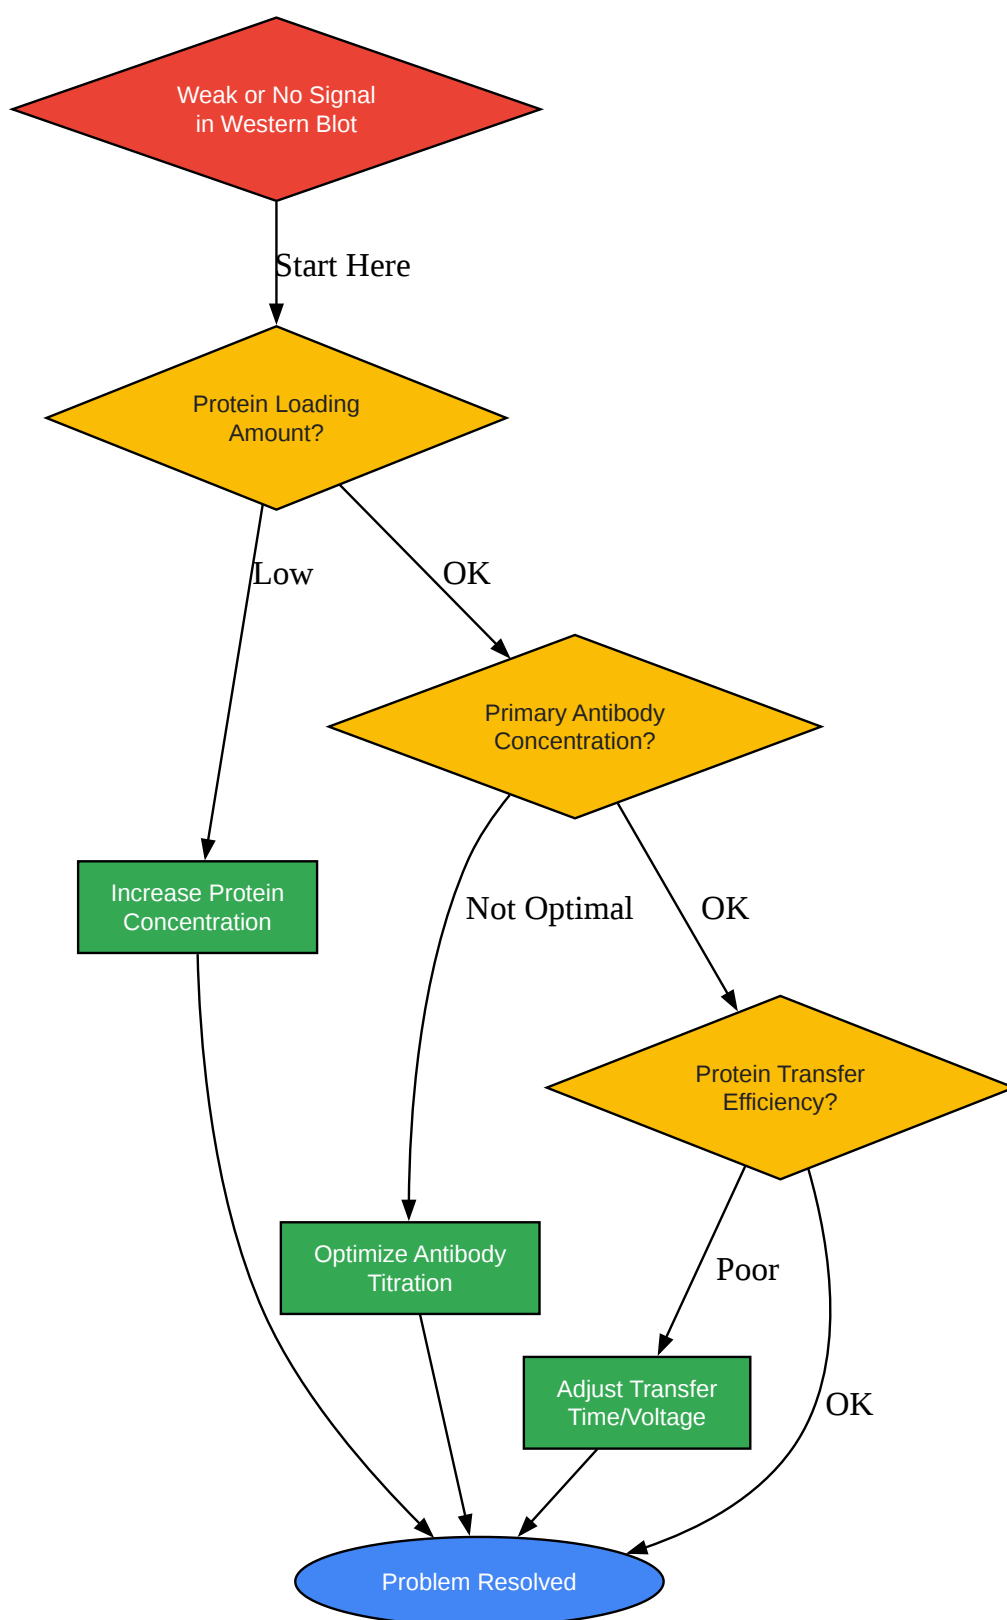 Weak or No Signal
in Western Blot
Start Here
Protein Loading
Amount?
Low
OK
Primary Antibody
Concentration?
Increase Protein
Concentration
Not Optimal
OK
Protein Transfer
Efficiency?
Optimize Antibody
Titration
Poor
Adjust Transfer
Time/Voltage
OK
Problem Resolved